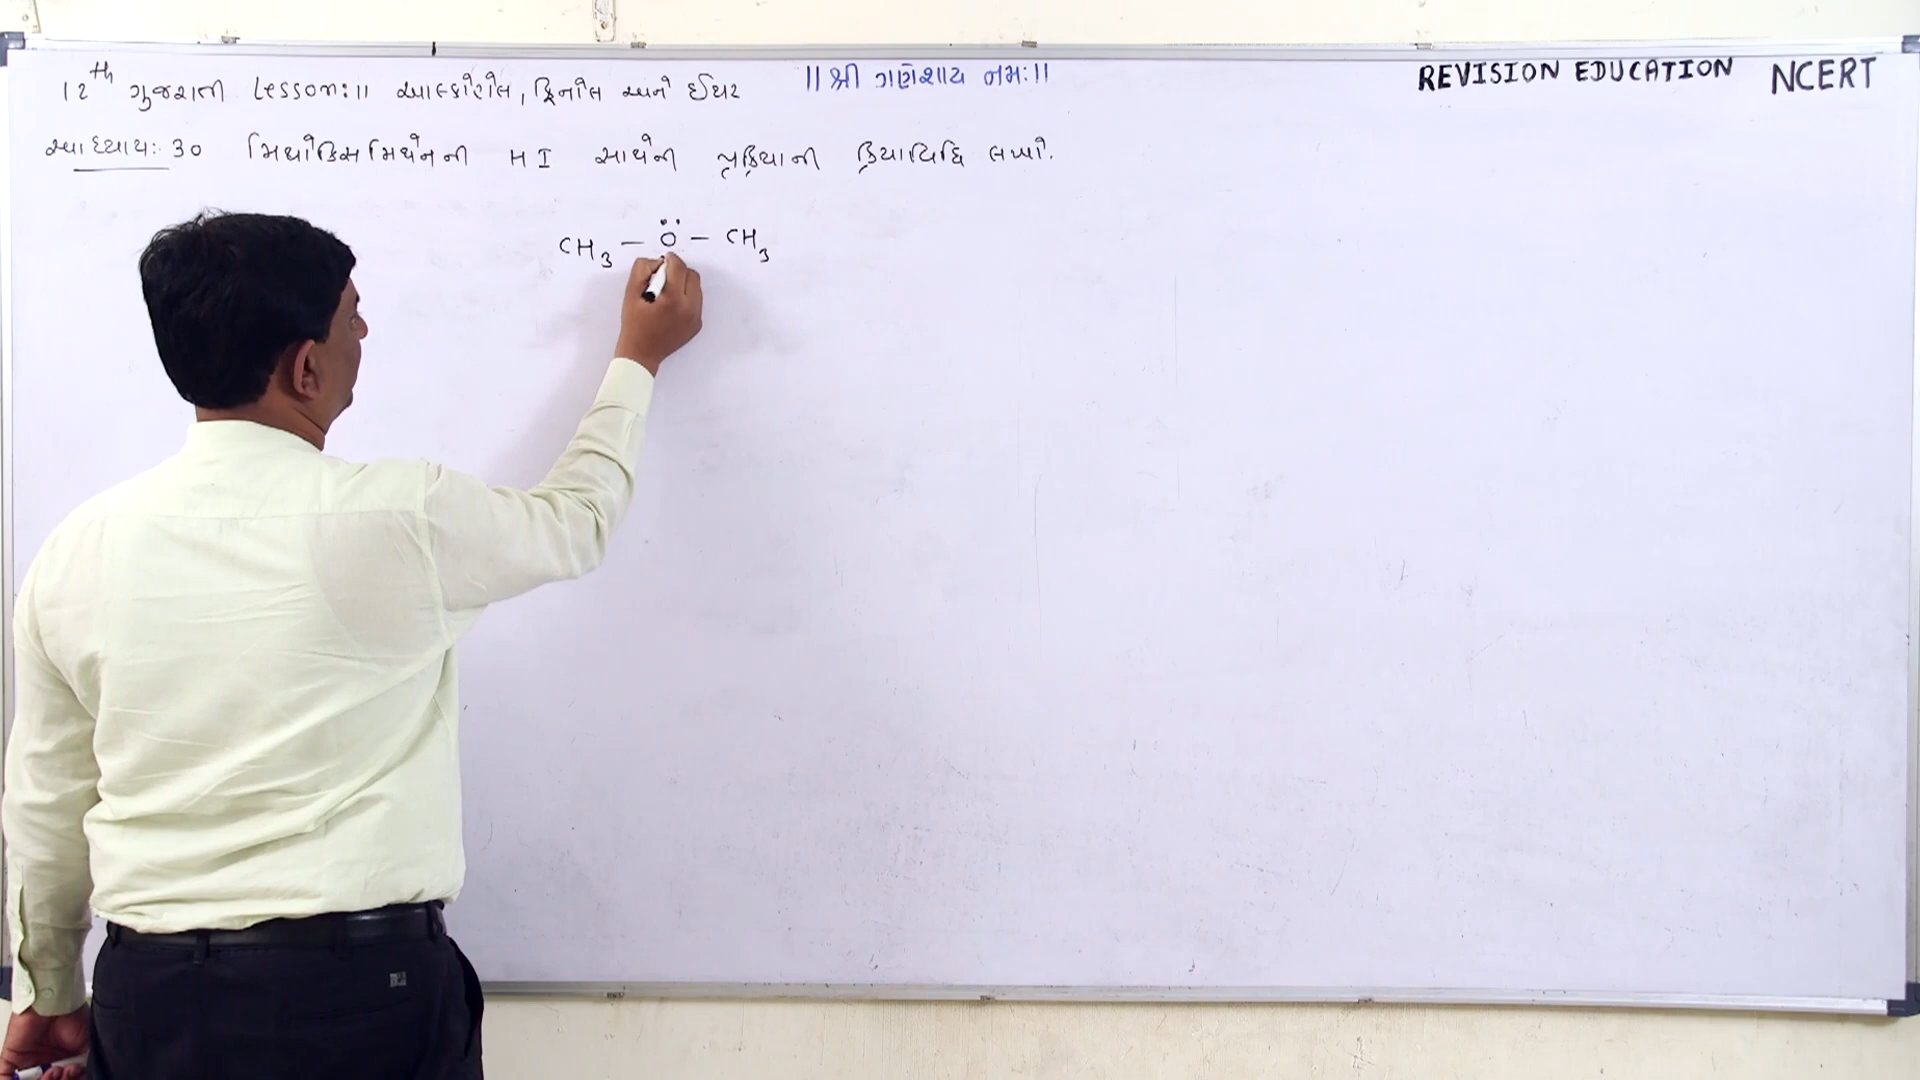 12th ગુજરાતી Lesson:11 આલ્કોહોલ, ફિનોલ અને ઈથર
॥ શ્રી ગણેશાય નમઃ॥
REVISION EDUCATION NCERT
સ્વાધ્યાય: 30 મિથોક્સિમિથેનની HI સાથેની પ્રક્રિયાની ક્રિયાવિધિ લખો.
CH3 — Ö — CH3